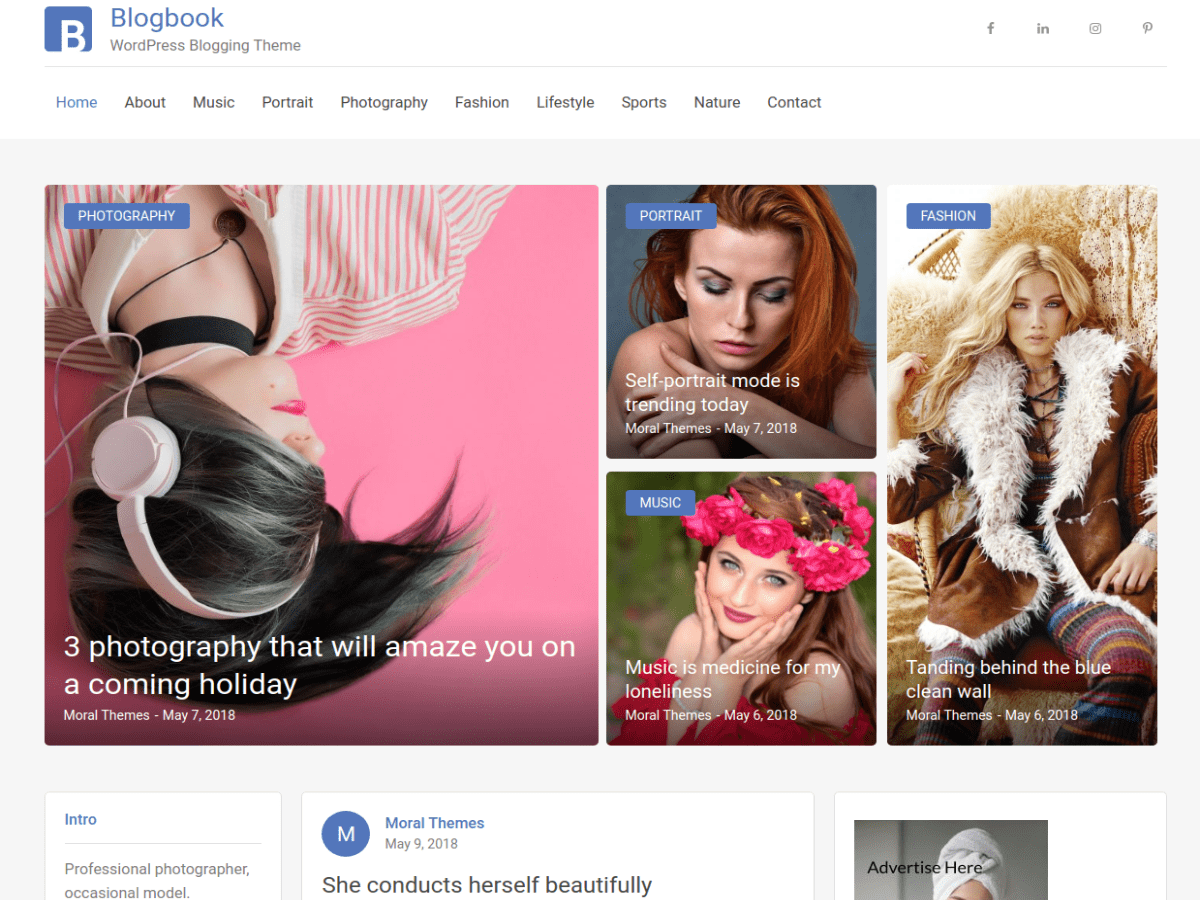 B
Blogbook
WordPress Blogging Theme
Home About Music Portrait Photography Fashion Lifestyle Sports Nature Contact
PHOTOGRAPHY
3 photography that will amaze you on
a coming holiday
Moral Themes - May 7, 2018
PORTRAIT
Self-portrait mode is
trending today
Moral Themes - May 7, 2018
MUSIC
Music is medicine for my
loneliness
Moral Themes - May 6, 2018
FASHION
Tanding behind the blue
clean wall
Moral Themes - May 6, 2018
Intro
Professional photographer,
occasional model.
M
Moral Themes
May 9, 2018
She conducts herself beautifully
Advertise Here